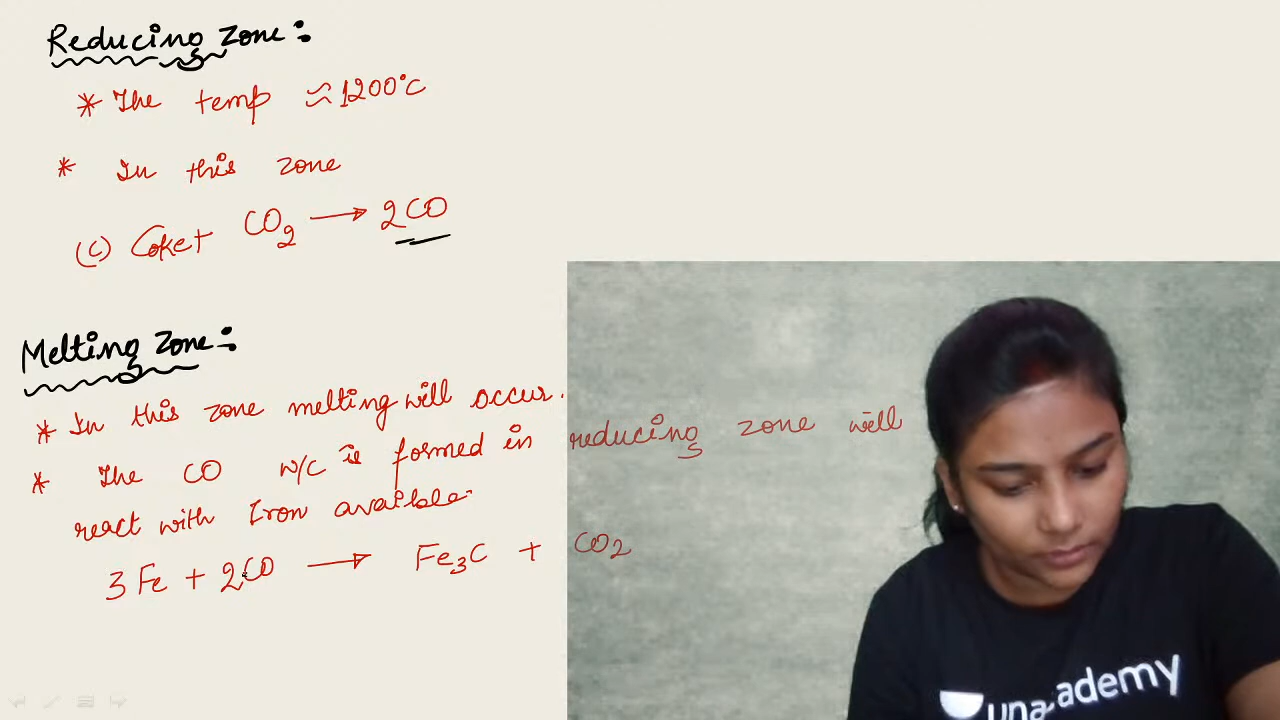 Reducing zone:
* The temp ≈ 1200°C
* In this zone
(C) Coke + CO₂ → 2CO
Melting Zone:
* In this zone melting will occur.
* The CO w/c is formed in reducing zone will
react with Iron available.
3Fe + 2CO → Fe₃C + CO₂
unacademy